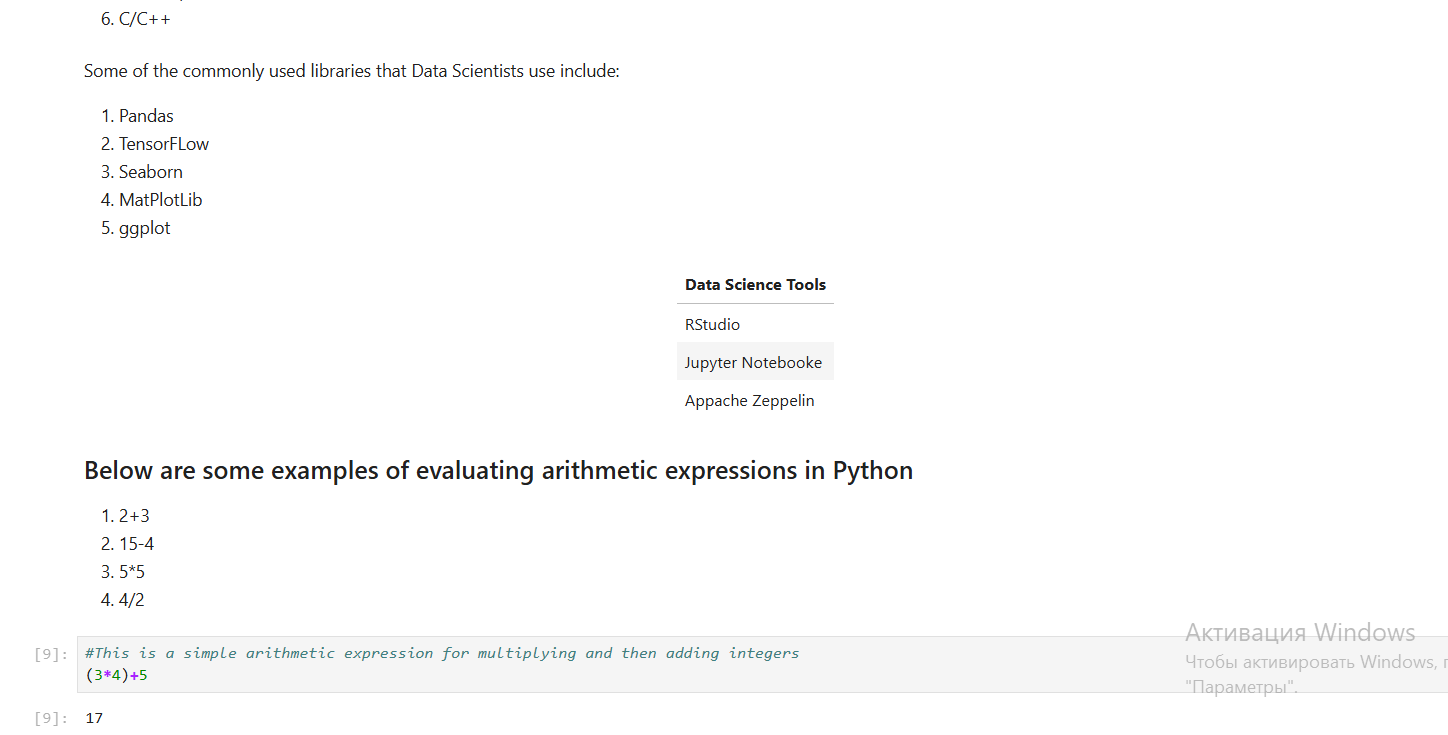 6. C/C++
Some of the commonly used libraries that Data Scientists use include:
1. Pandas
2. TensorFLow
3. Seaborn
4. MatPlotLib
5. ggplot
Data Science Tools
RStudio
Jupyter Notebooke
Appache Zeppelin
Below are some examples of evaluating arithmetic expressions in Python
1. 2+3
2. 15-4
3. 5*5
4. 4/2
[9]: #This is a simple arithmetic expression for multiplying and then adding integers
(3*4)+5
[9]: 17
Активация Windows
Чтобы активировать Windows,
"Параметры".